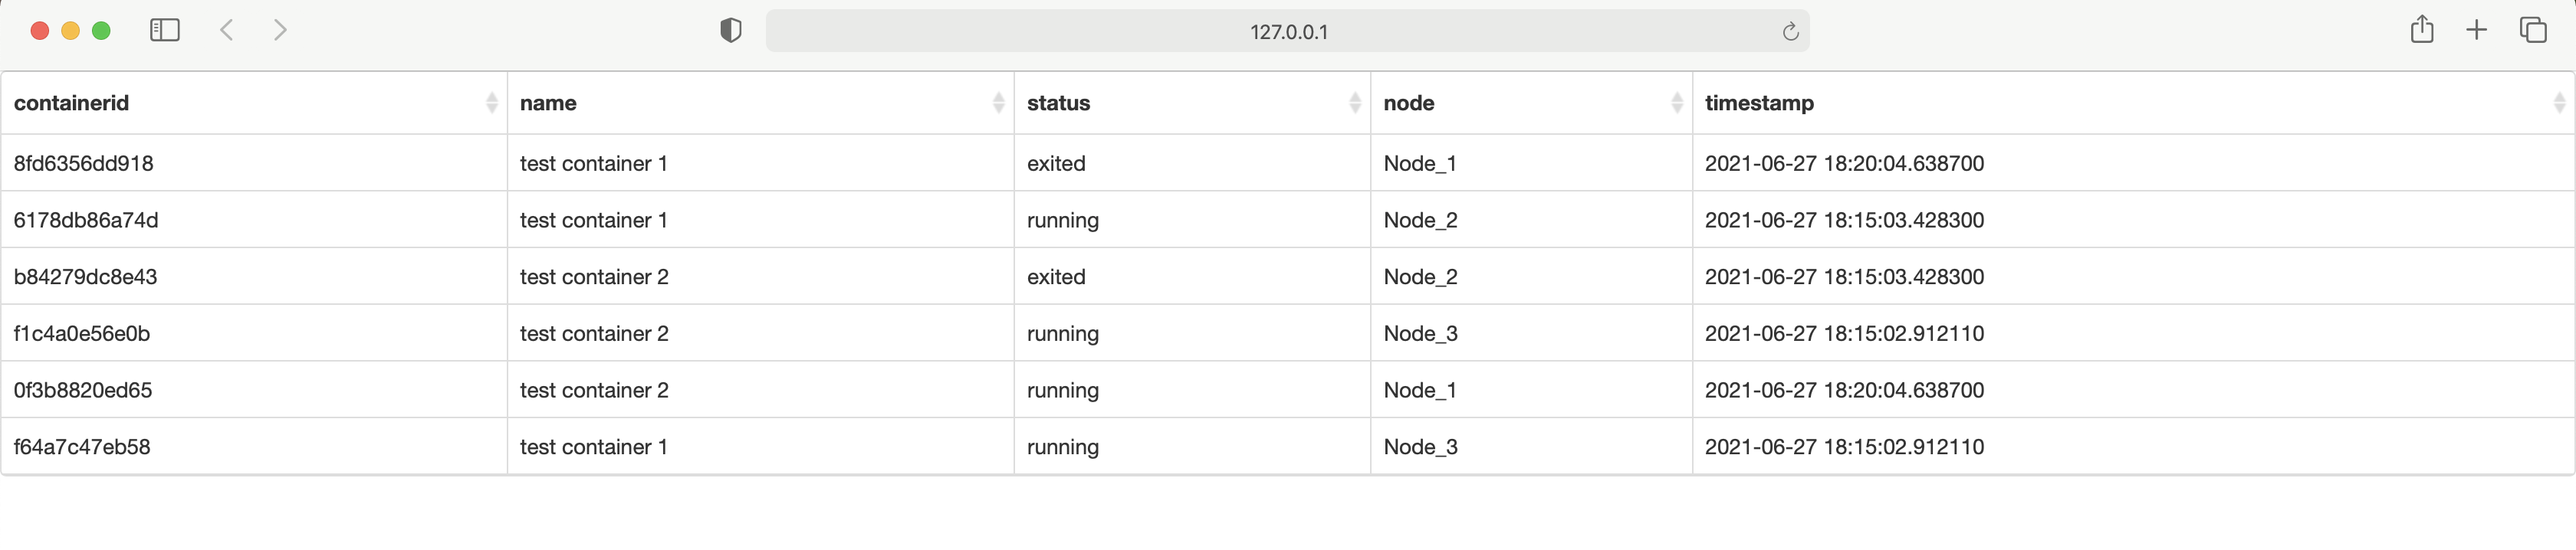 127.0.0.1
containerid name status node timestamp
8fd6356dd918 test container 1 exited Node_1 2021-06-27 18:20:04.638700
6178db86a74d test container 1 running Node_2 2021-06-27 18:15:03.428300
b84279dc8e43 test container 2 exited Node_2 2021-06-27 18:15:03.428300
f1c4a0e56e0b test container 2 running Node_3 2021-06-27 18:15:02.912110
0f3b8820ed65 test container 2 running Node_1 2021-06-27 18:20:04.638700
f64a7c47eb58 test container 1 running Node_3 2021-06-27 18:15:02.912110